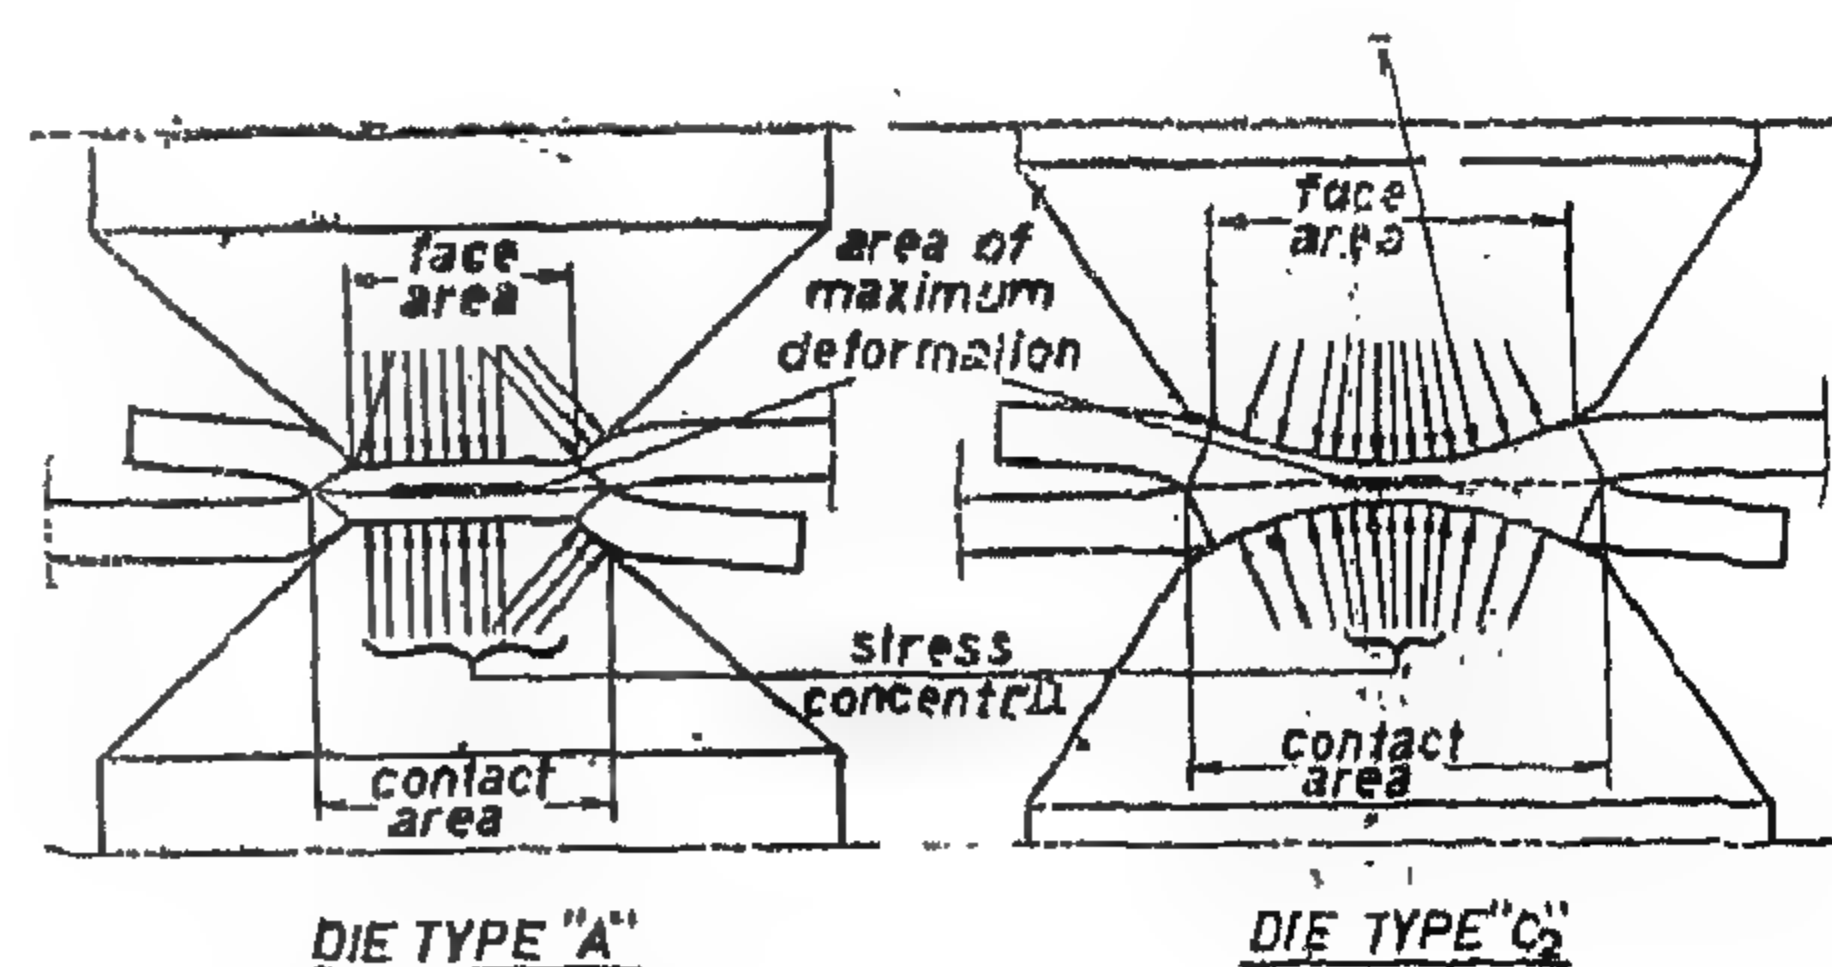 face
area
area of
maximum
deformation
face
area
stress
contact
area
contact
area
DIE TYPE "A"
DIE TYPE "C2"